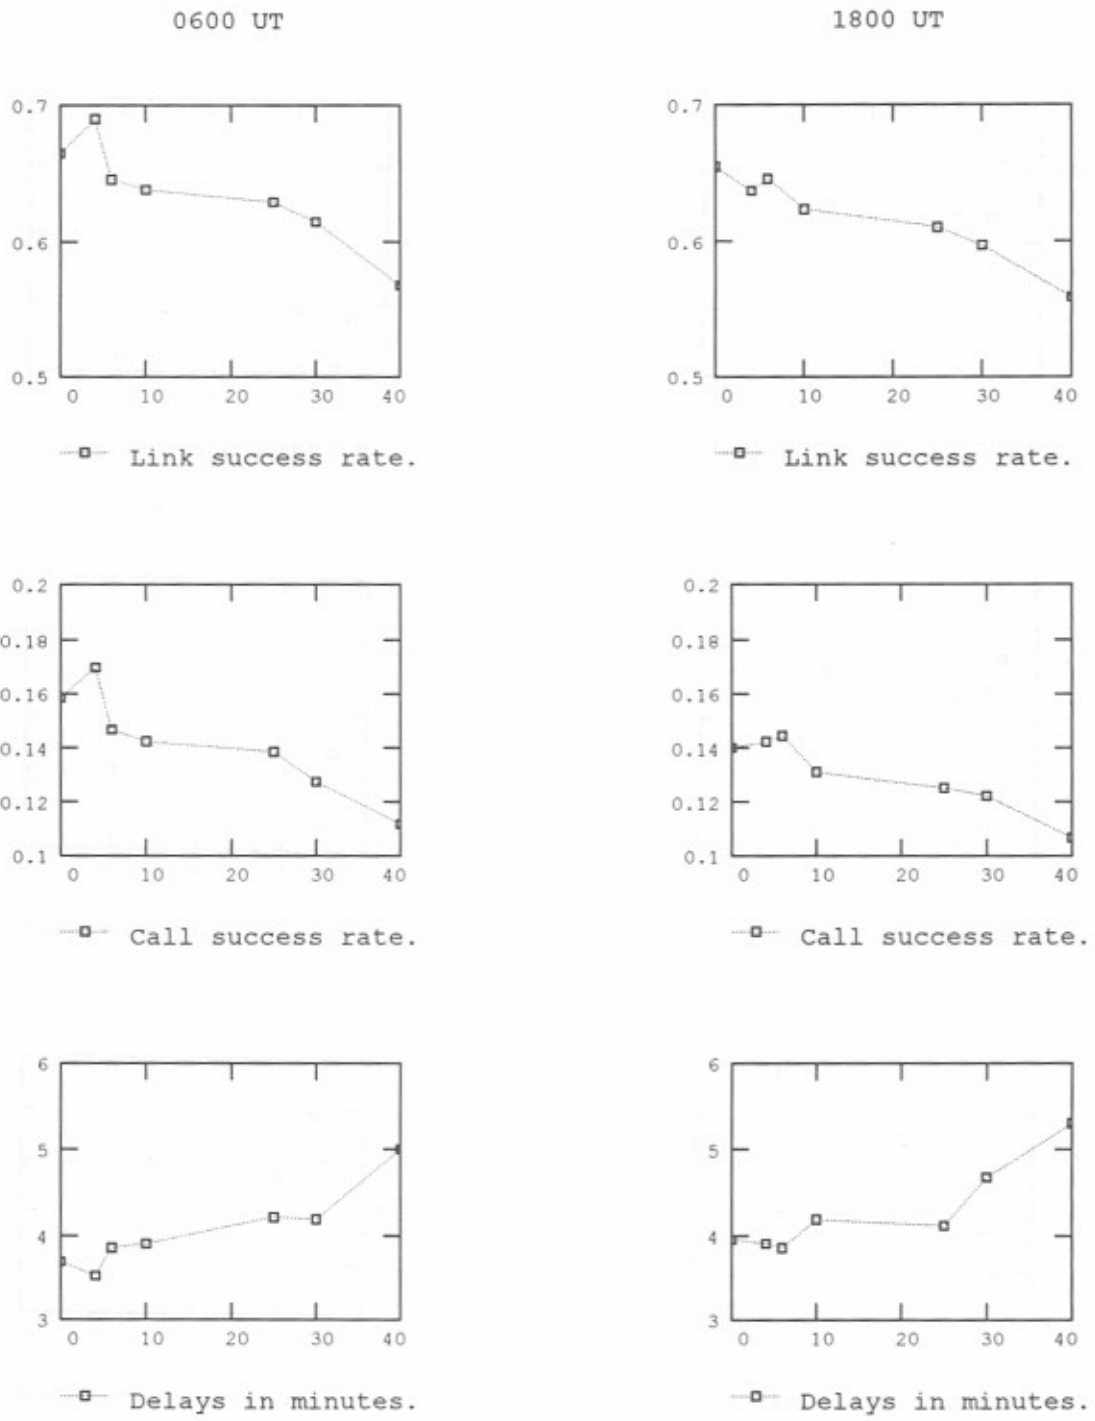 0600 UT
1800 UT
0.7
0.6
0.5
0 10 20 30 40
Link success rate.
0.7
0.6
0.5
0 10 20 30 40
Link success rate.
0.2
0.18
0.16
0.14
0.12
0.1
0 10 20 30 40
Call success rate.
0.2
0.18
0.16
0.14
0.12
0.1
0 10 20 30 40
Call success rate.
6
5
4
3
0 10 20 30 40
Delays in minutes.
6
5
4
3
0 10 20 30 40
Delays in minutes.